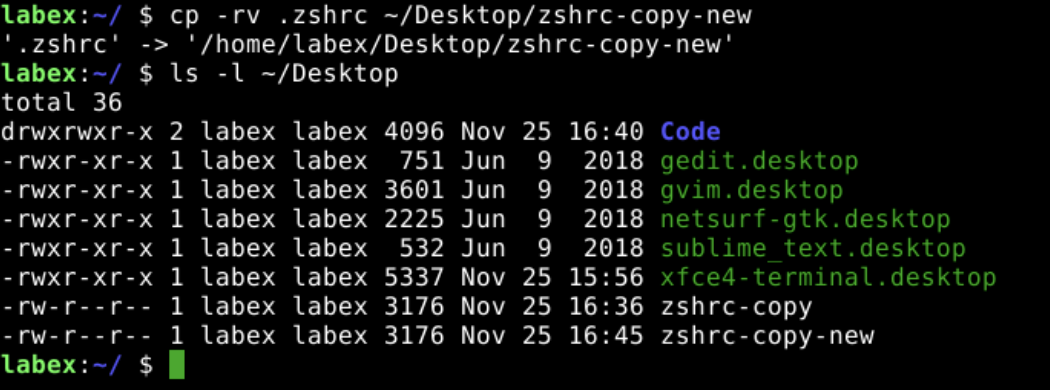 labex:~/ $ cp -rv .zshrc ~/Desktop/zshrc-copy-new
'.zshrc' -> '/home/labex/Desktop/zshrc-copy-new'
labex:~/ $ ls -l ~/Desktop
total 36
drwxrwxr-x 2 labex labex 4096 Nov 25 16:40 Code
-rwxr-xr-x 1 labex labex  751 Jun  9  2018 gedit.desktop
-rwxr-xr-x 1 labex labex 3601 Jun  9  2018 gvim.desktop
-rwxr-xr-x 1 labex labex 2225 Jun  9  2018 netsurf-gtk.desktop
-rwxr-xr-x 1 labex labex  532 Jun  9  2018 sublime_text.desktop
-rwxr-xr-x 1 labex labex 5337 Nov 25 15:56 xfce4-terminal.desktop
-rw-r--r-- 1 labex labex 3176 Nov 25 16:36 zshrc-copy
-rw-r--r-- 1 labex labex 3176 Nov 25 16:45 zshrc-copy-new
labex:~/ $